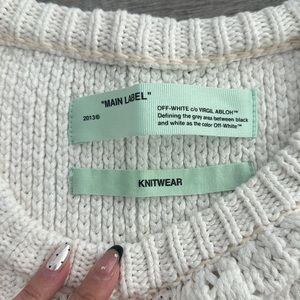 "MAIN LABEL"
2013®
OFF-WHITE c/o VIRGIL ABLOH™
Defining the grey area between black
and white as the color Off-White™
KNITWEAR